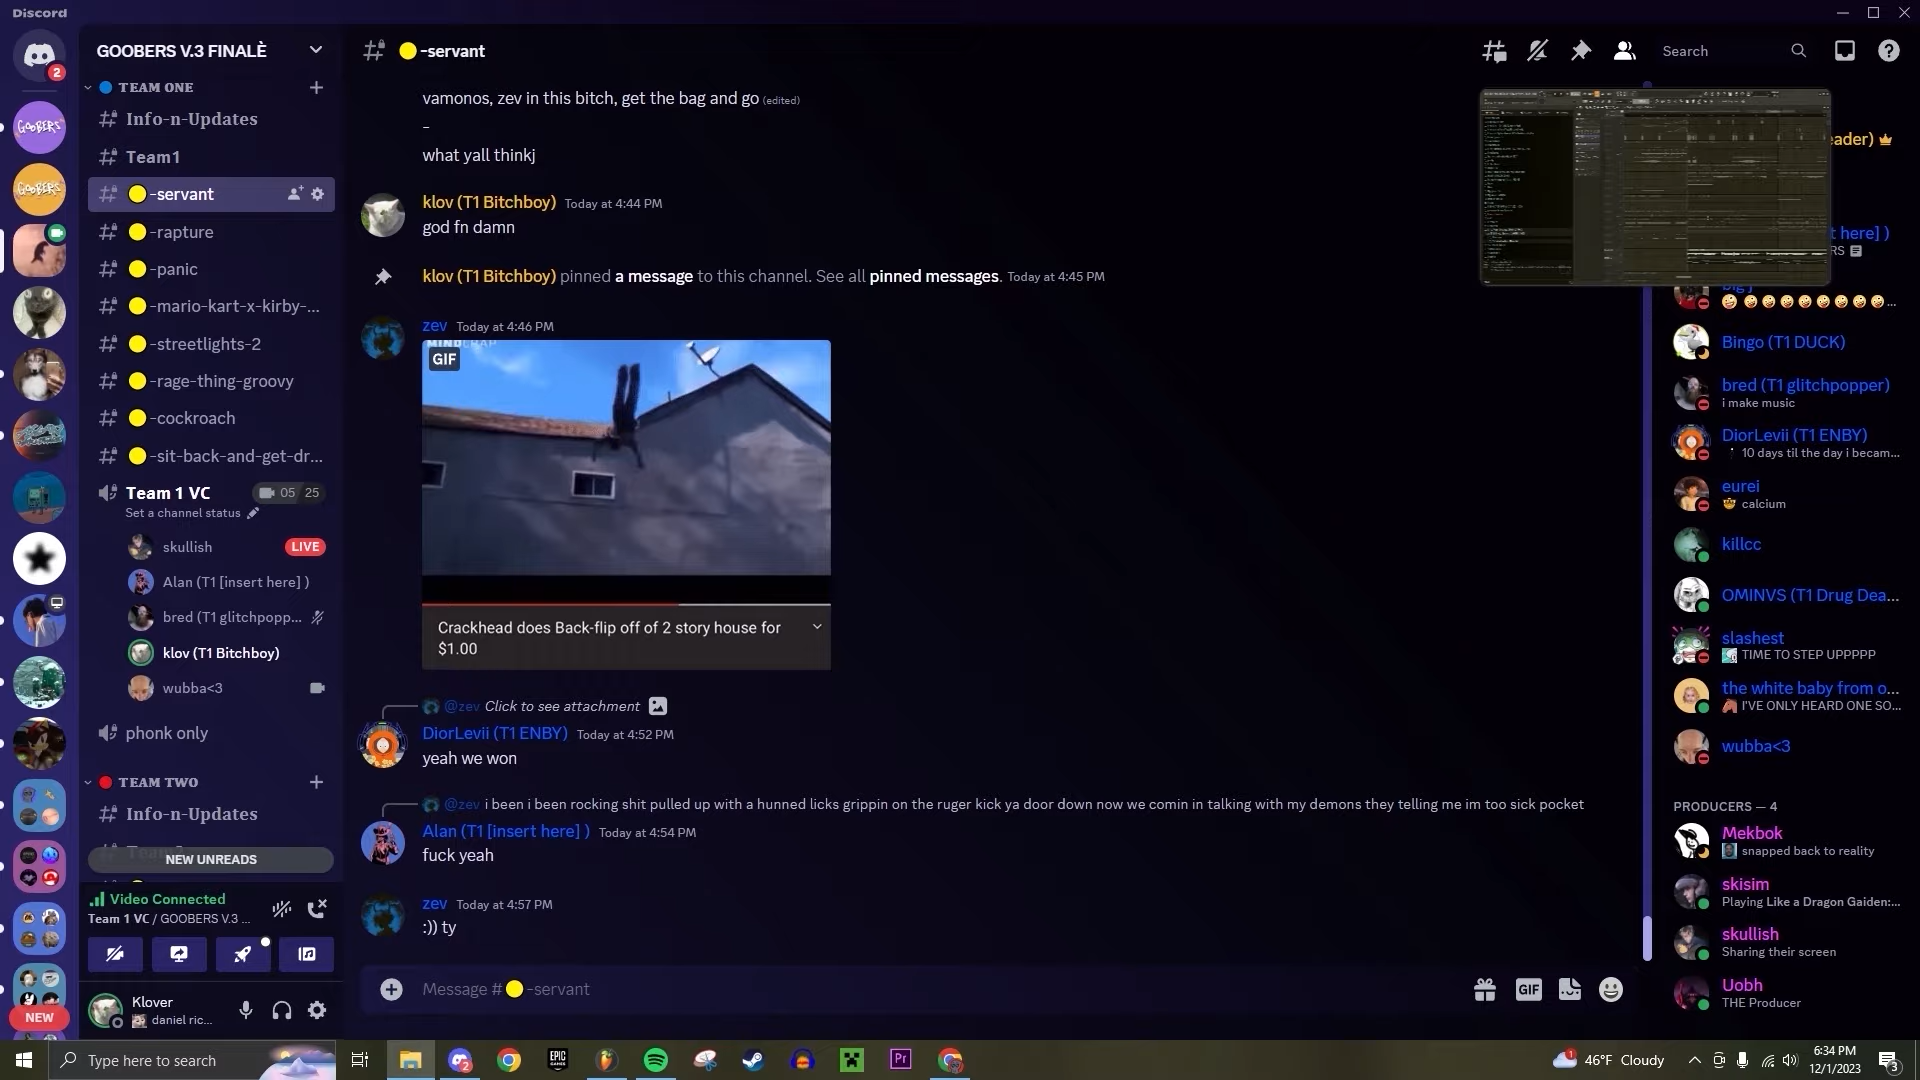 Discord
GOOBERS V.3 FINALÈ
TEAM ONE
Info-n-Updates
Team1
-servant
-rapture
-panic
-mario-kart-x-kirby-...
-streetlights-2
-rage-thing-groovy
-cockroach
-sit-back-and-get-dr...
Team 1 VC
05 25
Set a channel status
skullish
LIVE
Alan (T1 [insert here] )
bred (T1 glitchpopp...
klov (T1 Bitchboy)
wubba<3
phonk only
TEAM TWO
Info-n-Updates
NEW UNREADS
Video Connected
Team 1 VC / GOOBERS V.3 ...
Klover
daniel ric...
2
GOOBERS
GOOBERS
NEW
-servant
Search
vamonos, zev in this bitch, get the bag and go (edited)
-
what yall thinkj
klov (T1 Bitchboy) Today at 4:44 PM
god fn damn
klov (T1 Bitchboy) pinned a message to this channel. See all pinned messages. Today at 4:45 PM
zev Today at 4:46 PM
GIF
Crackhead does Back-flip off of 2 story house for
$1.00
@zev Click to see attachment
DiorLevii (T1 ENBY) Today at 4:52 PM
yeah we won
@zev i been i been rocking shit pulled up with a hunned licks grippin on the ruger kick ya door down now we comin in talking with my demons they telling me im too sick pocket
Alan (T1 [insert here] ) Today at 4:54 PM
fuck yeah
zev Today at 4:57 PM
:)) ty
Message # -servant
GIF
eader)
t here] )
RS
big j
Bingo (T1 DUCK)
bred (T1 glitchpopper)
i make music
DiorLevii (T1 ENBY)
10 days til the day i becam...
eurei
calcium
killcc
OMINVS (T1 Drug Dea...
slashest
TIME TO STEP UPPPPP
the white baby from o...
I'VE ONLY HEARD ONE SO...
wubba<3
PRODUCERS — 4
Mekbok
snapped back to reality
skisim
Playing Like a Dragon Gaiden:...
skullish
Sharing their screen
Uobh
THE Producer
Type here to search
2
EPIC GAMES
Pr
1
46°F Cloudy
6:34 PM
12/1/2023
3